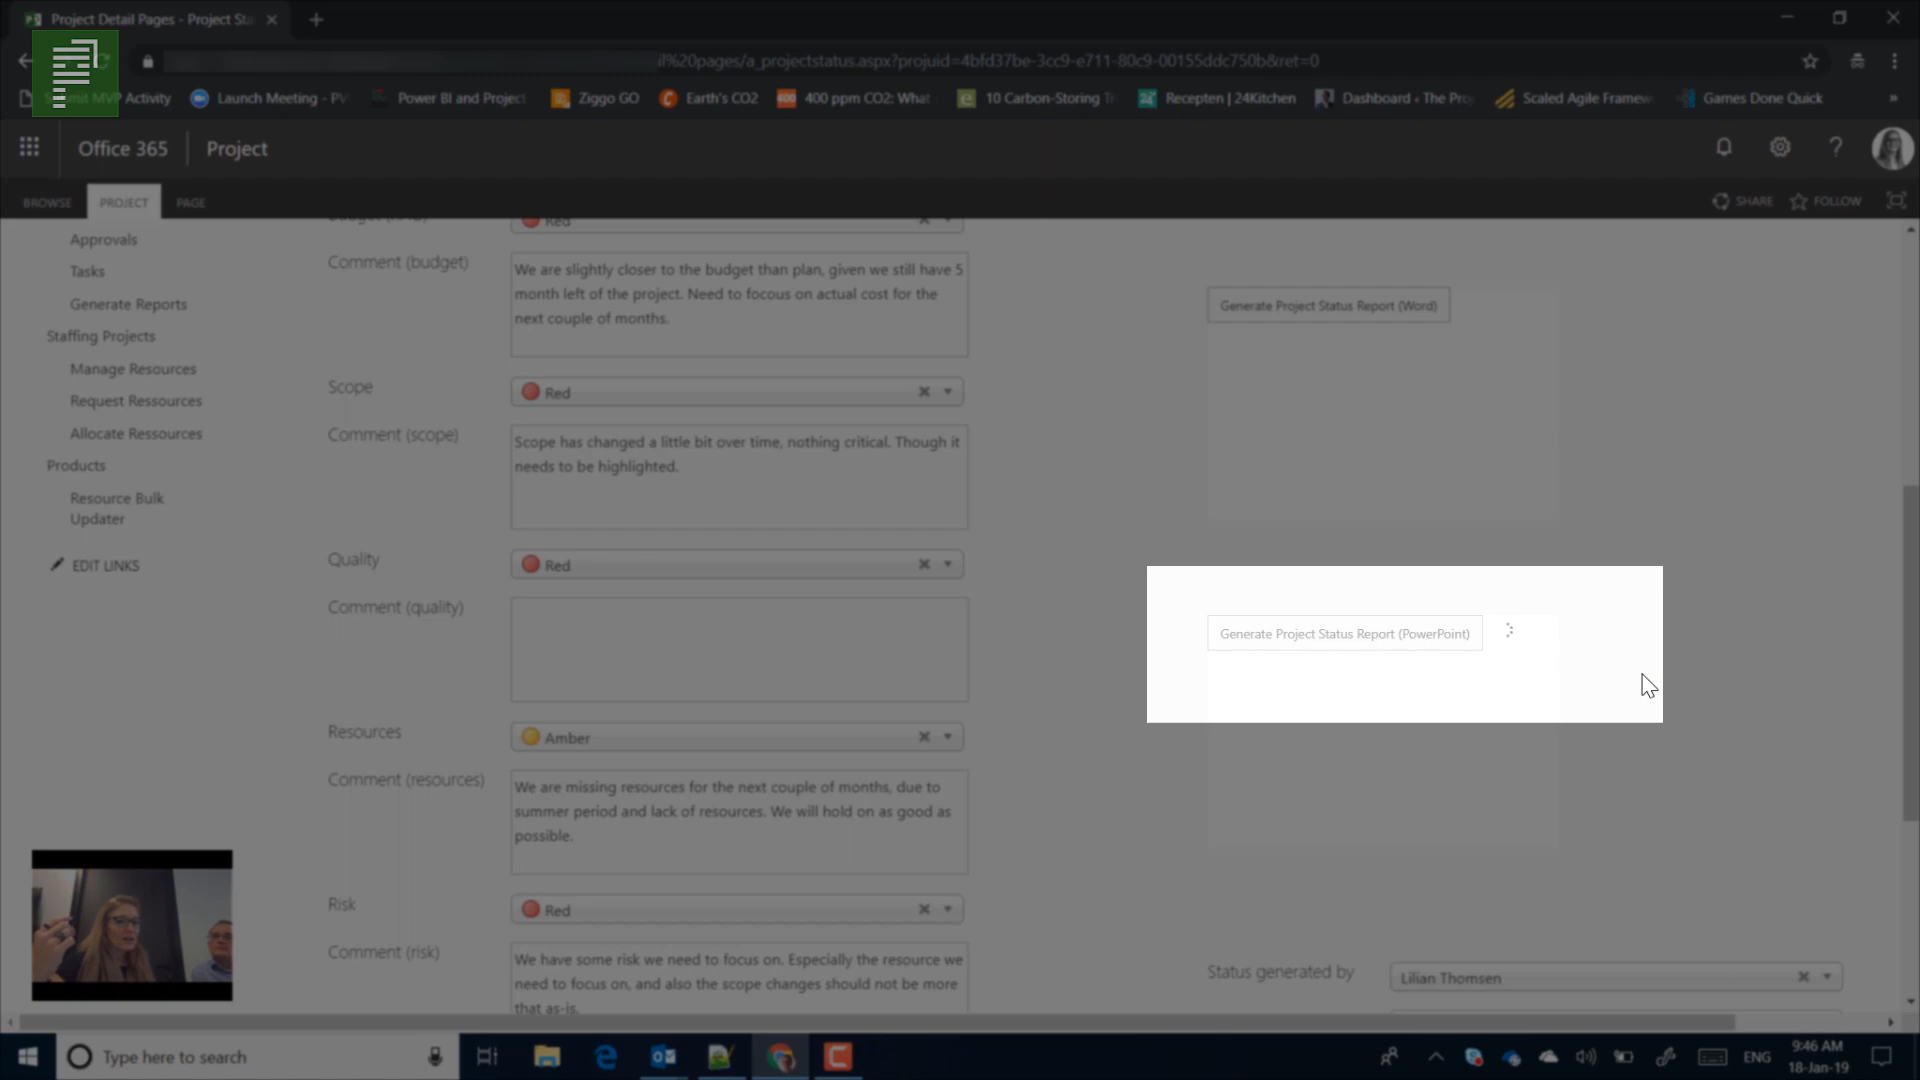 Project Detail Pages - Project Sta
il%20pages/a_projectstatus.aspx?projuid=4bfd37be-3cc9-e711-80c9-00155ddc750b&ret=0
MVP Activity
Launch Meeting - PV
Power BI and Project
Ziggo GO
Earth's CO2
400 ppm CO2: What
10 Carbon-Storing Tr
Recepten | 24Kitchen
Dashboard ‹ The Proj
Scaled Agile Framew
Games Done Quick
»
Office 365
Project
BROWSE
PROJECT
PAGE
SHARE
FOLLOW
Approvals
Tasks
Generate Reports
Staffing Projects
Manage Resources
Request Ressources
Allocate Ressources
Products
Resource Bulk
Updater
EDIT LINKS
Red
Comment (budget)
We are slightly closer to the budget than plan, given we still have 5
month left of the project. Need to focous on actual cost for the
next couple of months.
Scope
Red
Comment (scope)
Scope has changed a little bit over time, nothing critical. Though it
needs to be highlighted.
Quality
Red
Comment (quality)
Resources
Amber
Comment (resources)
We are missing resources for the next couple of months, due to
summer period and lack of resources. We will hold on as good as
possible.
Risk
Red
Comment (risk)
We have some risk we need to focus on. Especially the resource we
need to focus on, and also the scope changes should not be more
that as-is.
Generate Project Status Report (Word)
Generate Project Status Report (PowerPoint)
Status generated by
Lilian Thomsen
Type here to search
ENG
9:46 AM
18-Jan-19